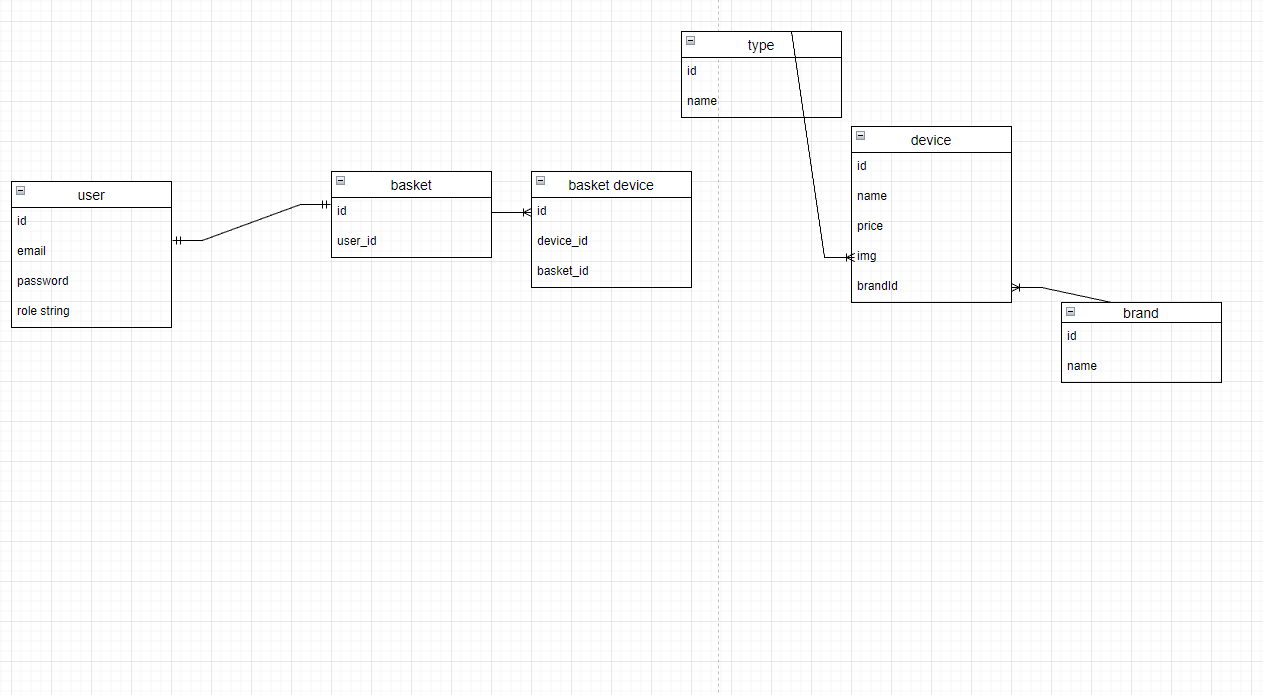 user
id
email
password
role string
basket
id
user_id
basket device
id
device_id
basket_id
type
id
name
device
id
name
price
img
brandId
brand
id
name